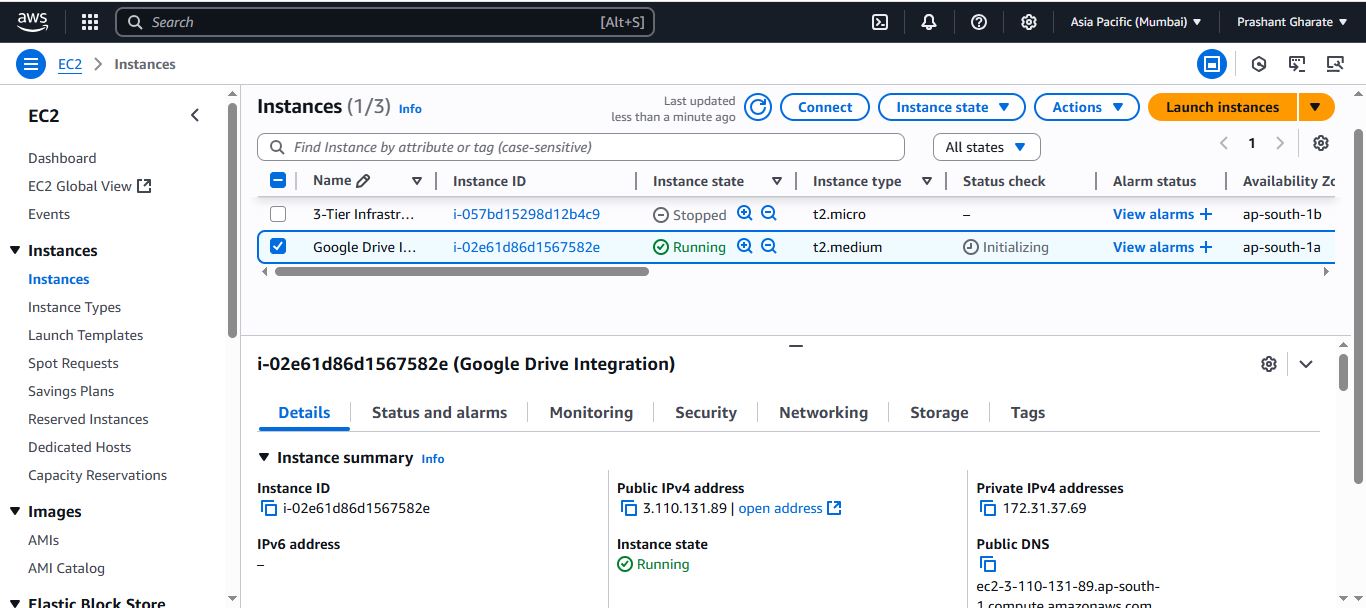 aws
Search [Alt+S]
Asia Pacific (Mumbai)
Prashant Gharate
EC2 > Instances
EC2
Dashboard
EC2 Global View
Events
Instances
Instances
Instance Types
Launch Templates
Spot Requests
Savings Plans
Reserved Instances
Dedicated Hosts
Capacity Reservations
Images
AMIs
AMI Catalog
Elastic Block Store
Instances (1/3) Info
Last updated
less than a minute ago
Connect
Instance state
Actions
Launch instances
Find Instance by attribute or tag (case-sensitive)
All states
1
Name Instance ID Instance state Instance type Status check Alarm status Availability Zo
3-Tier Infrastr... i-057bd15298d12b4c9 Stopped t2.micro – View alarms + ap-south-1b
Google Drive I... i-02e61d86d1567582e Running t2.medium Initializing View alarms + ap-south-1a
i-02e61d86d1567582e (Google Drive Integration)
Details Status and alarms Monitoring Security Networking Storage Tags
Instance summary Info
Instance ID
i-02e61d86d1567582e
Public IPv4 address
3.110.131.89 | open address
Private IPv4 addresses
172.31.37.69
IPv6 address
–
Instance state
Running
Public DNS
ec2-3-110-131-89.ap-south-
1.compute.amazonaws.com